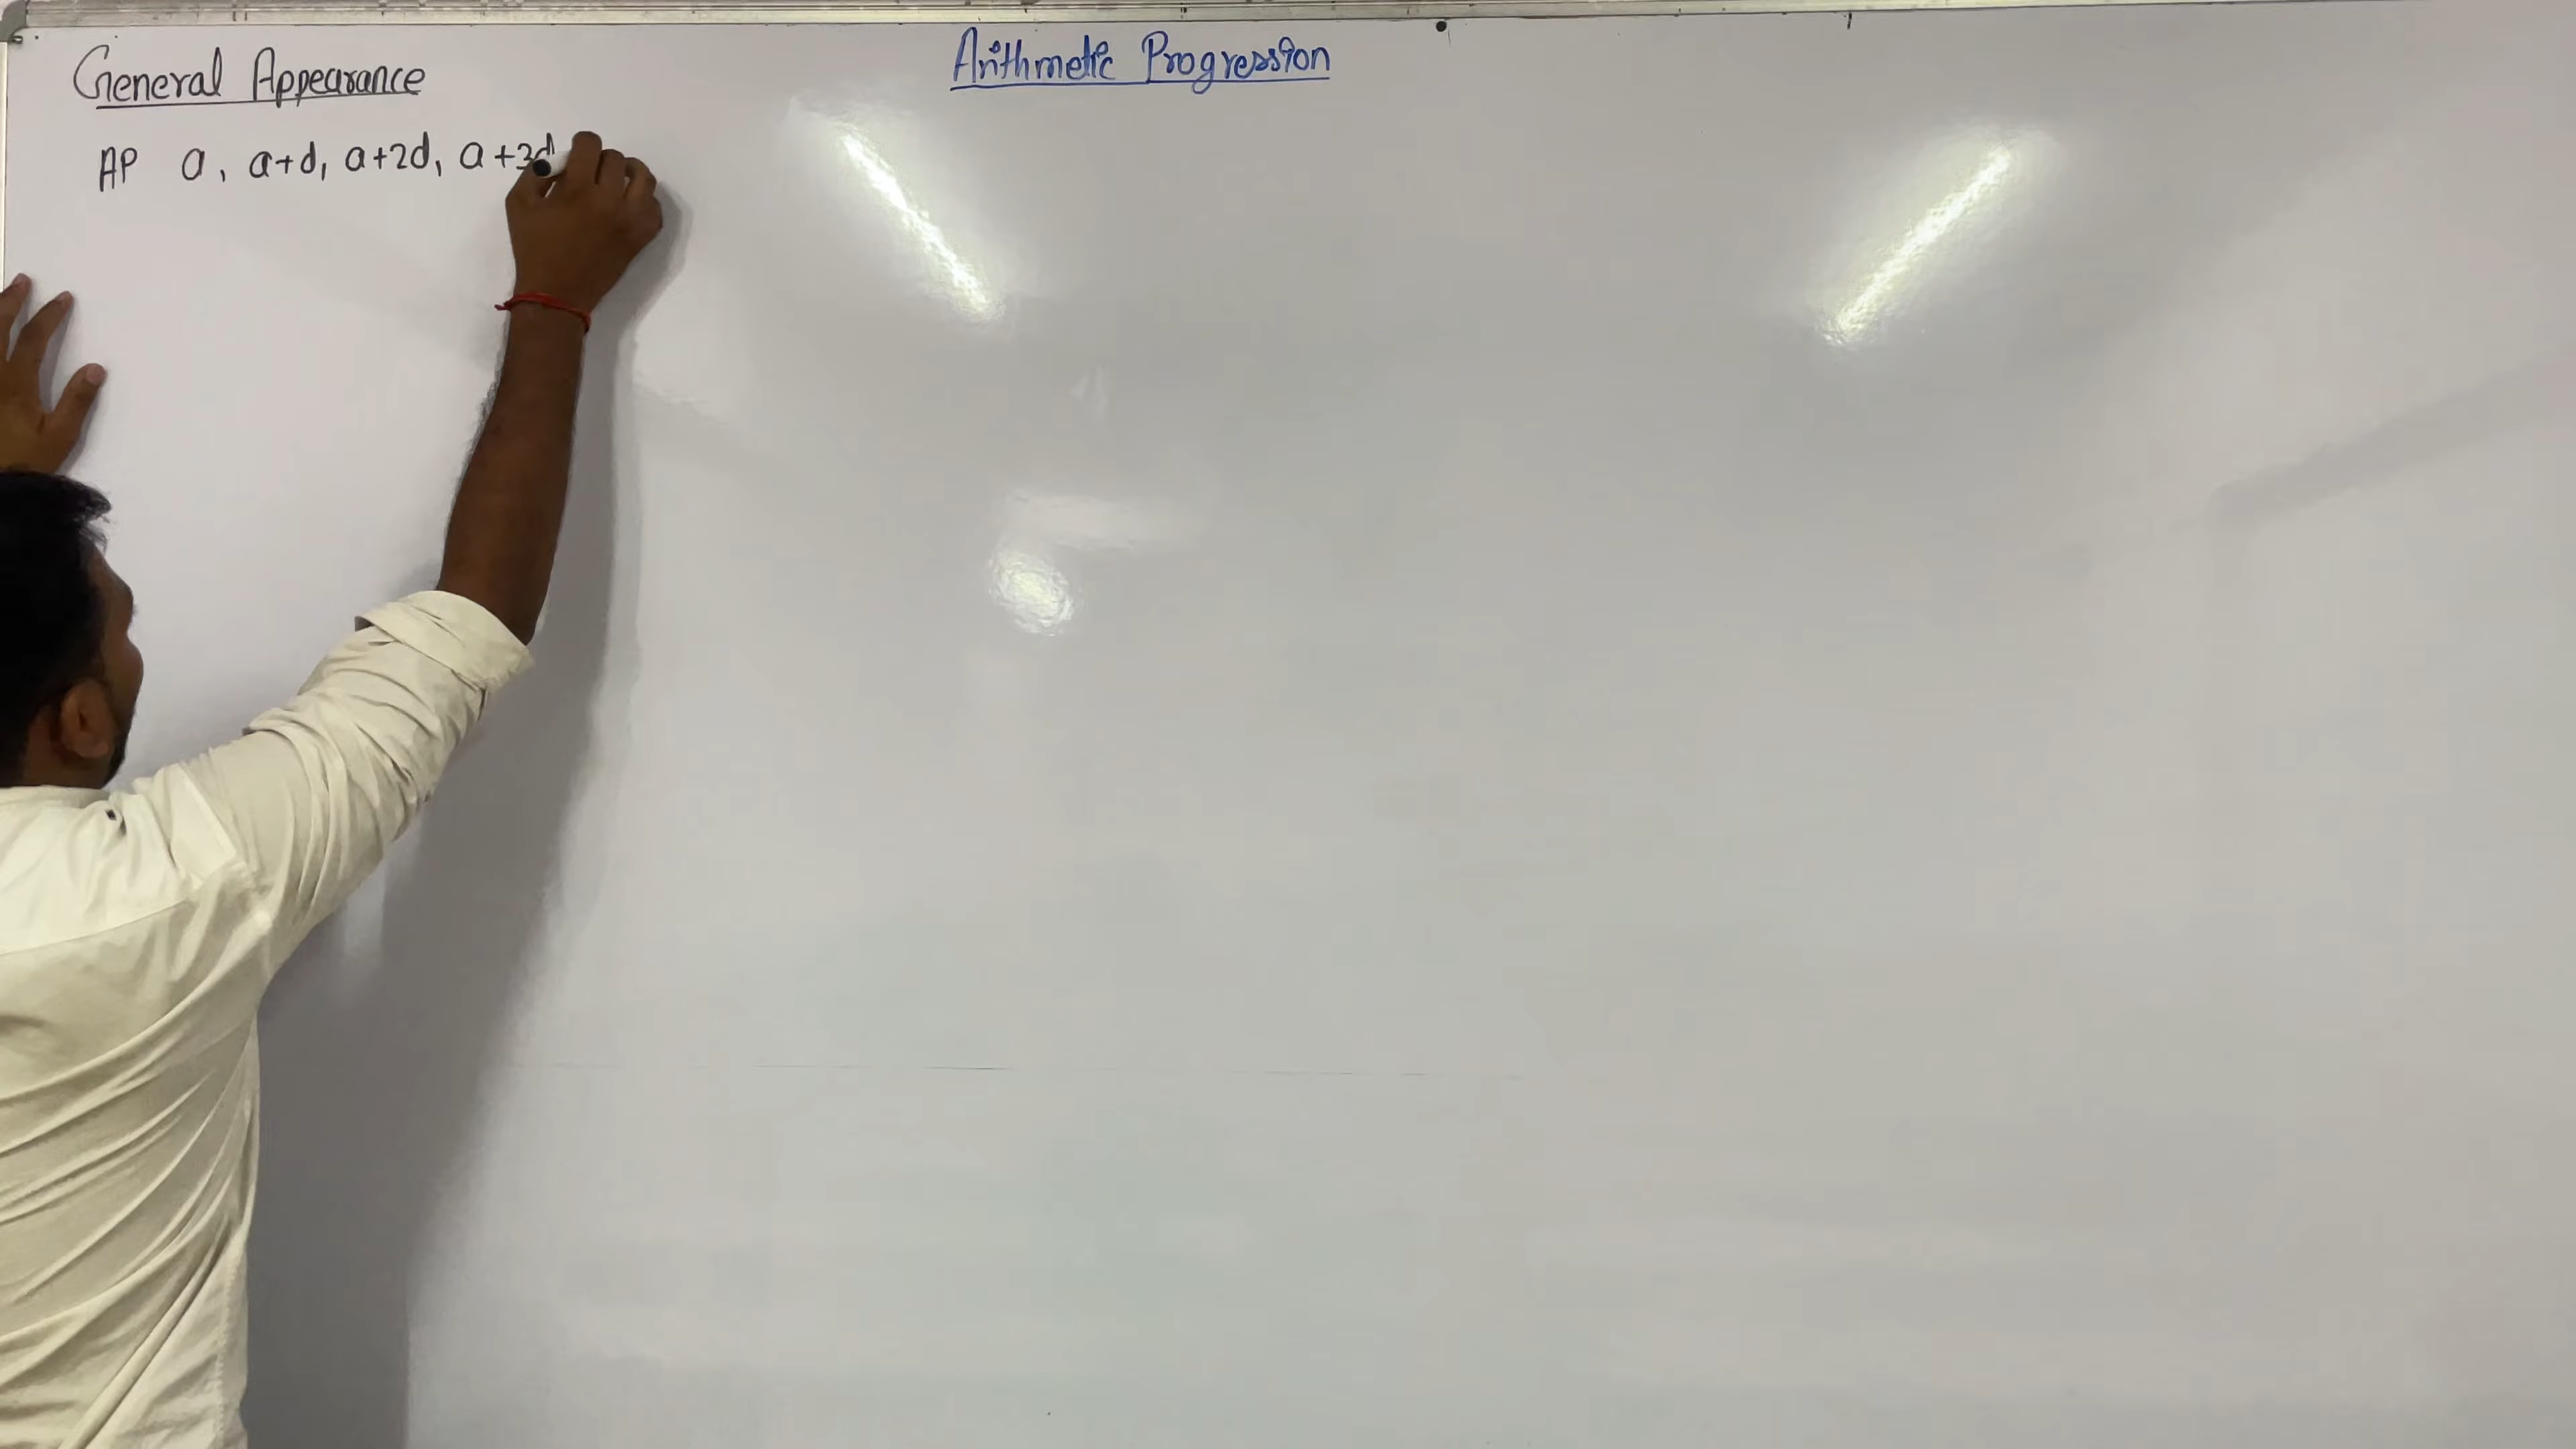 Arithmetic Progression
General Appearance
AP a, a+d, a+2d, a+3d